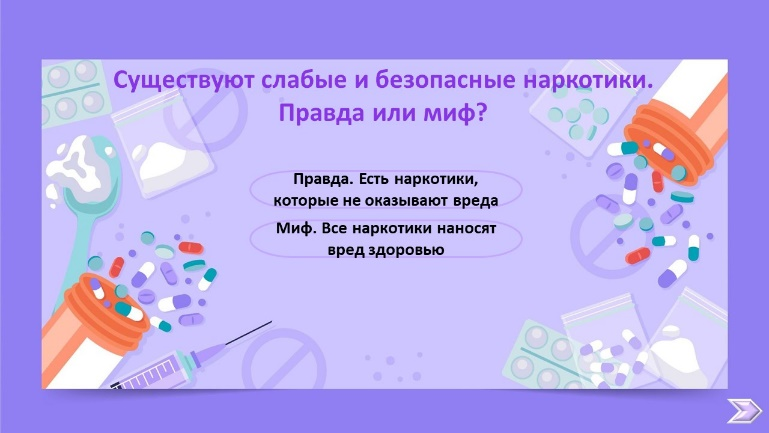 Существуют слабые и безопасные наркотики.
Правда или миф?
Правда. Есть наркотики,
которые не оказывают вреда
Миф. Все наркотики наносят
вред здоровью